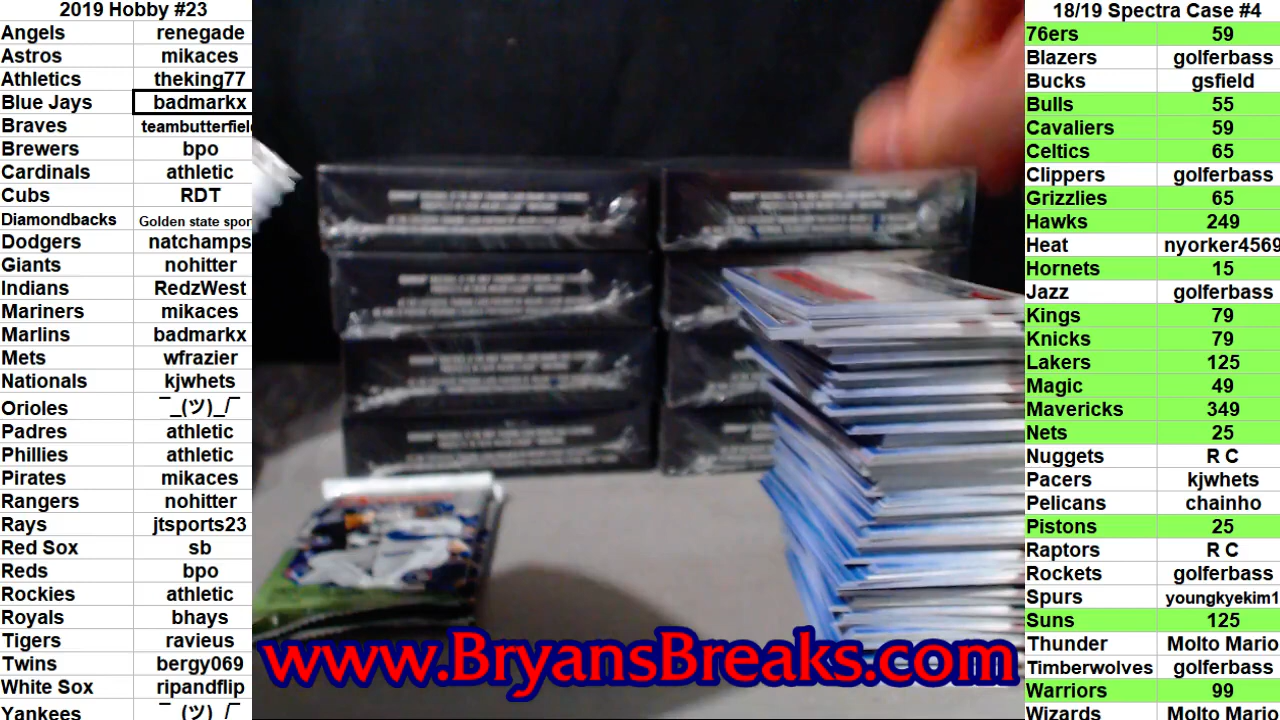 2019 Hobby #23
Angels renegade
Astros mikaces
Athletics theking77
Blue Jays badmarkx
Braves teambutterfiel
Brewers bpo
Cardinals athletic
Cubs RDT
Diamondbacks Golden state spor
Dodgers natchamps
Giants nohitter
Indians RedzWest
Mariners mikaces
Marlins badmarkx
Mets wfrazier
Nationals kjwhets
Orioles ¯_(ツ)_/¯
Padres athletic
Phillies athletic
Pirates mikaces
Rangers nohitter
Rays jtsports23
Red Sox sb
Reds bpo
Rockies athletic
Royals bhays
Tigers ravieus
Twins bergy069
White Sox ripandflip
Yankees ¯_(ツ)_/¯
www.BryansBreaks.com
18/19 Spectra Case #4
76ers 59
Blazers golferbass
Bucks gsfield
Bulls 55
Cavaliers 59
Celtics 65
Clippers golferbass
Grizzlies 65
Hawks 249
Heat nyorker4569
Hornets 15
Jazz golferbass
Kings 79
Knicks 79
Lakers 125
Magic 49
Mavericks 349
Nets 25
Nuggets R C
Pacers kjwhets
Pelicans chainho
Pistons 25
Raptors R C
Rockets golferbass
Spurs youngkyekim1
Suns 125
Thunder Molto Mario
Timberwolves golferbass
Warriors 99
Wizards Molto Mario